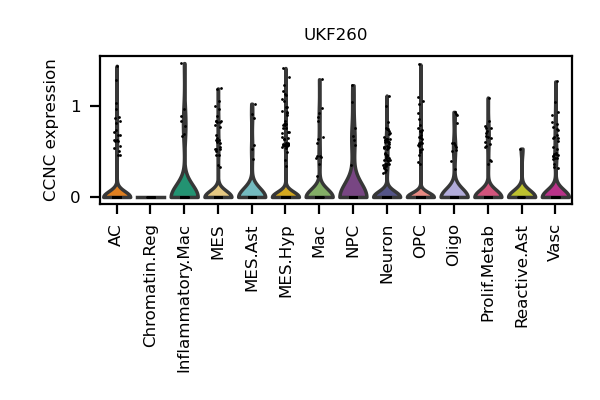 UKF260
CCNC expression
1
0
AC
Chromatin.Reg
Inflammatory.Mac
MES
MES.Ast
MES.Hyp
Mac
NPC
Neuron
OPC
Oligo
Prolif.Metab
Reactive.Ast
Vasc